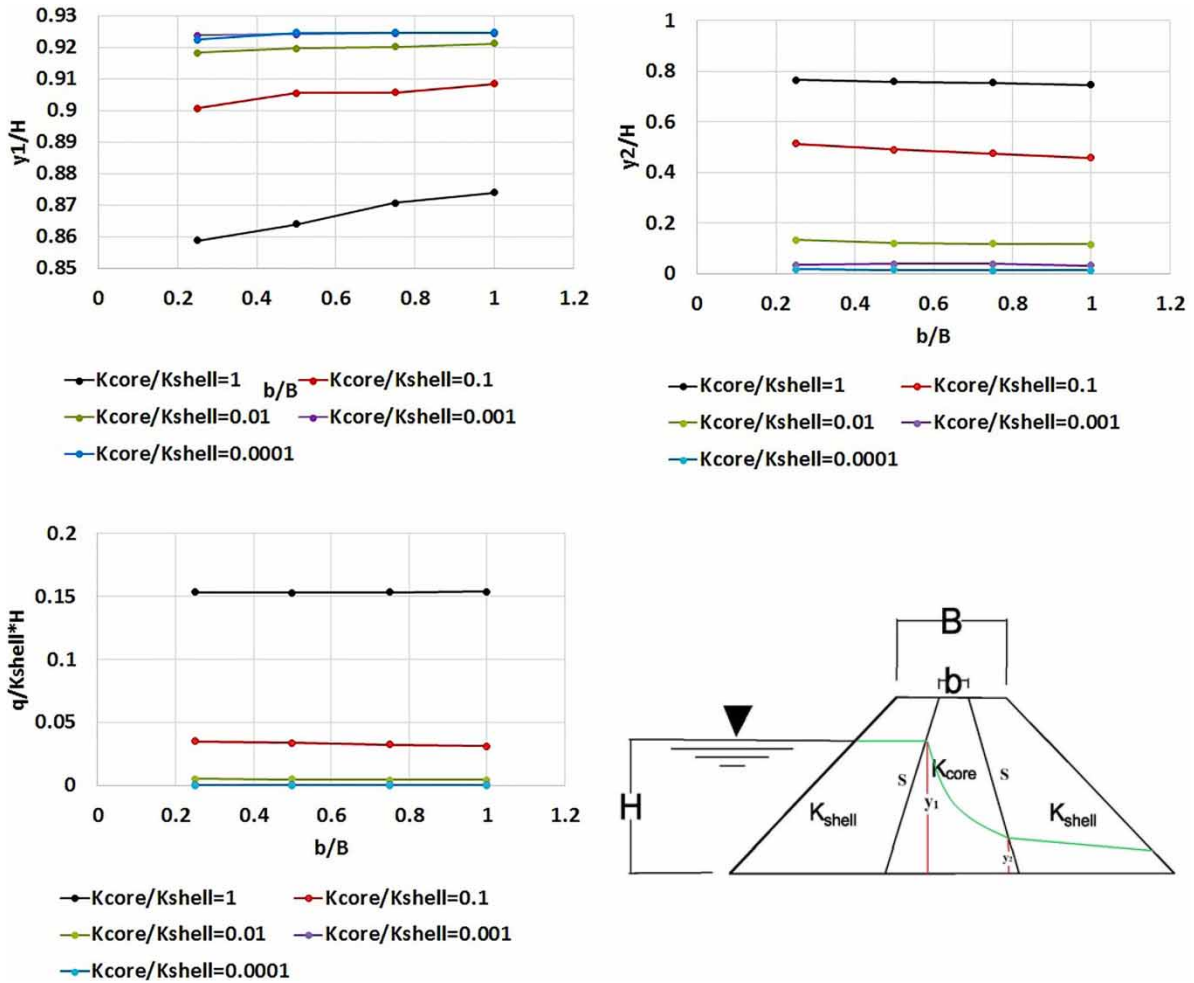 0.93
0.92
0.91
0.9
0.89
0.88
0.87
0.86
0.85
y1/H
0 0.2 0.4 0.6 0.8 1 1.2
b/B
Kcore/Kshell=1 Kcore/Kshell=0.1
Kcore/Kshell=0.01 Kcore/Kshell=0.001
Kcore/Kshell=0.0001
1
0.8
0.6
0.4
0.2
0
y2/H
0 0.2 0.4 0.6 0.8 1 1.2
b/B
Kcore/Kshell=1 Kcore/Kshell=0.1
Kcore/Kshell=0.01 Kcore/Kshell=0.001
Kcore/Kshell=0.0001
0.2
0.15
0.1
0.05
0
q/Kshell*H
0 0.2 0.4 0.6 0.8 1 1.2
b/B
Kcore/Kshell=1 Kcore/Kshell=0.1
Kcore/Kshell=0.01 Kcore/Kshell=0.001
Kcore/Kshell=0.0001
B
b
H
Kshell
S
Kcore
y1
S
Kshell
y2